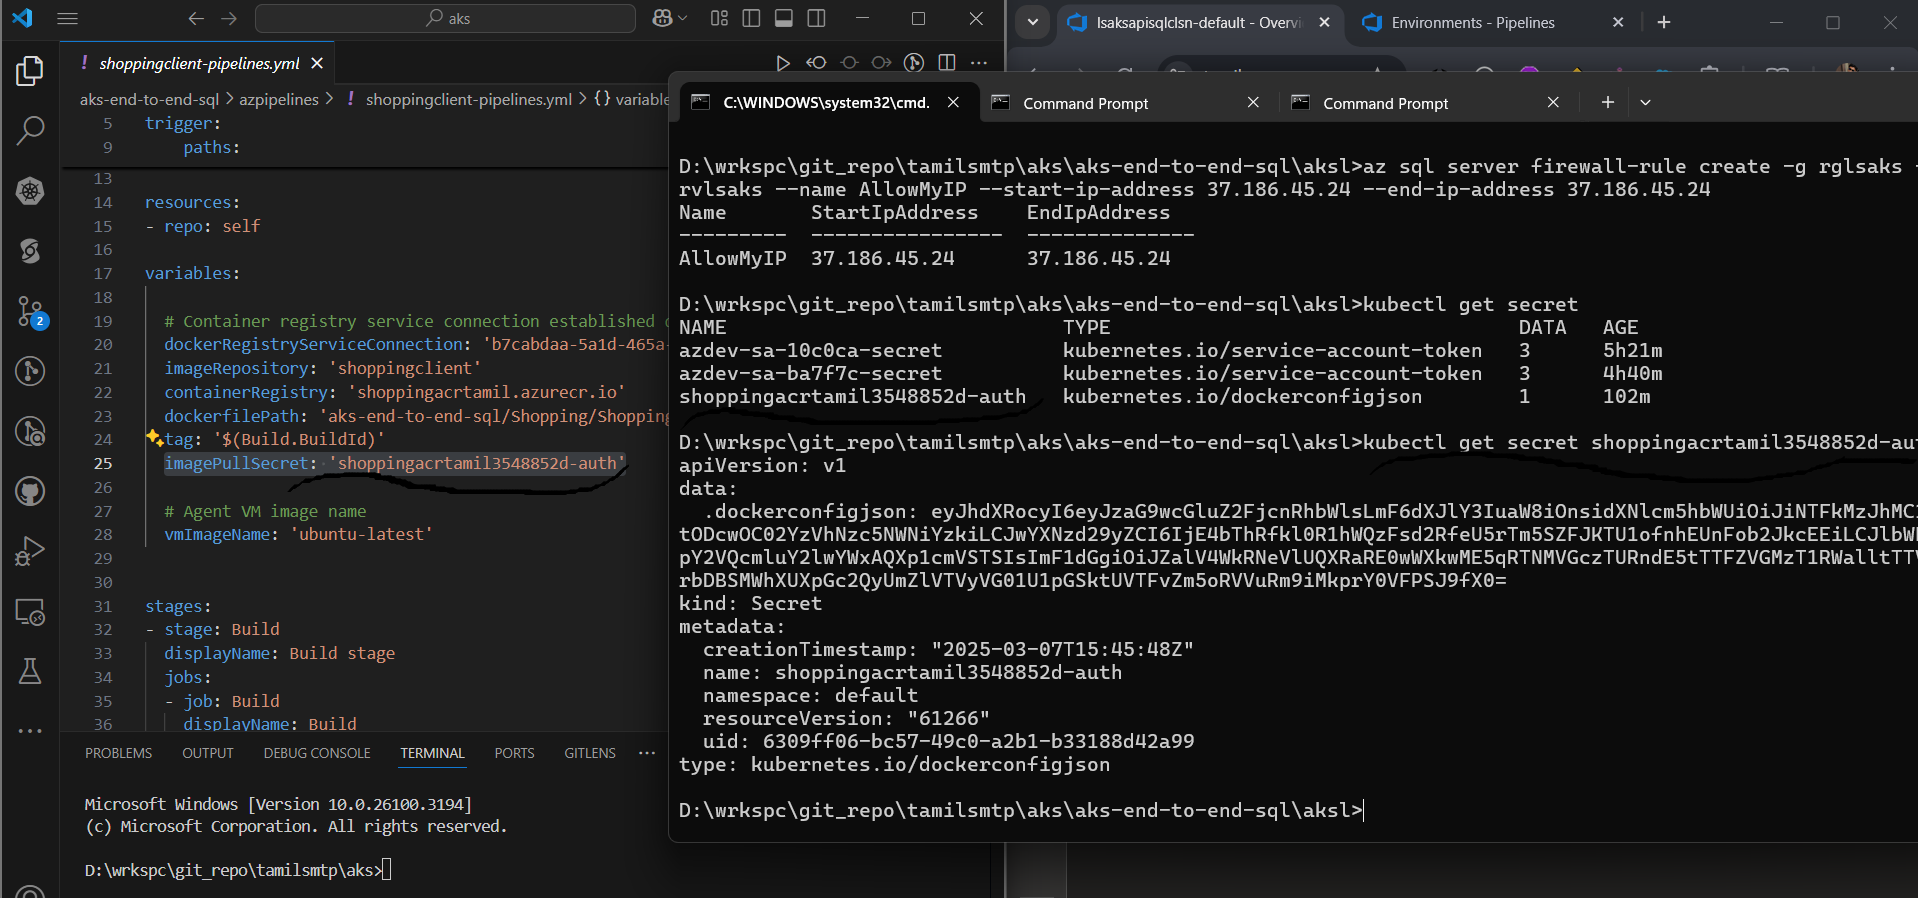 aks
shoppingclient-pipelines.yml
aks-end-to-end-sql > azpipelines > ! shoppingclient-pipelines.yml > {} variable
5 trigger:
9 paths:
13
14 resources:
15 - repo: self
16
17 variables:
18
19 # Container registry service connection established
20 dockerRegistryServiceConnection: 'b7cabdaa-5a1d-465a-
21 imageRepository: 'shoppingclient'
22 containerRegistry: 'shoppingacrtamil.azurecr.io'
23 dockerfilePath: 'aks-end-to-end-sql/Shopping/Shopping
24 tag: '$(Build.BuildId)'
25 imagePullSecret: 'shoppingacrtamil3548852d-auth'
26
27 # Agent VM image name
28 vmImageName: 'ubuntu-latest'
29
30
31 stages:
32 - stage: Build
33 displayName: Build stage
34 jobs:
35 - job: Build
36 displayName: Build
2
PROBLEMS OUTPUT DEBUG CONSOLE TERMINAL PORTS GITLENS
Microsoft Windows [Version 10.0.26100.3194]
(c) Microsoft Corporation. All rights reserved.
D:\wrkspc\git_repo\tamilsmtp\aks>
lsaksapisqlclsn-default - Overvi
Environments - Pipelines
C:\WINDOWS\system32\cmd.
Command Prompt
Command Prompt
D:\wrkspc\git_repo\tamilsmtp\aks\aks-end-to-end-sql\aksl>az sql server firewall-rule create -g rglsaks -
rvlsaks --name AllowMyIP --start-ip-address 37.186.45.24 --end-ip-address 37.186.45.24
Name StartIpAddress EndIpAddress
--------- ---------------- --------------
AllowMyIP 37.186.45.24 37.186.45.24
D:\wrkspc\git_repo\tamilsmtp\aks\aks-end-to-end-sql\aksl>kubectl get secret
NAME TYPE DATA AGE
azdev-sa-10c0ca-secret kubernetes.io/service-account-token 3 5h21m
azdev-sa-ba7f7c-secret kubernetes.io/service-account-token 3 4h40m
shoppingacrtamil3548852d-auth kubernetes.io/dockerconfigjson 1 102m
D:\wrkspc\git_repo\tamilsmtp\aks\aks-end-to-end-sql\aksl>kubectl get secret shoppingacrtamil3548852d-au
apiVersion: v1
data:
.dockerconfigjson:
kind: Secret
metadata:
creationTimestamp: "2025-03-07T15:45:48Z"
name: shoppingacrtamil3548852d-auth
namespace: default
resourceVersion: "61266"
uid: 6309ff06-bc57-49c0-a2b1-b33188d42a99
type: kubernetes.io/dockerconfigjson
D:\wrkspc\git_repo\tamilsmtp\aks\aks-end-to-end-sql\aksl>